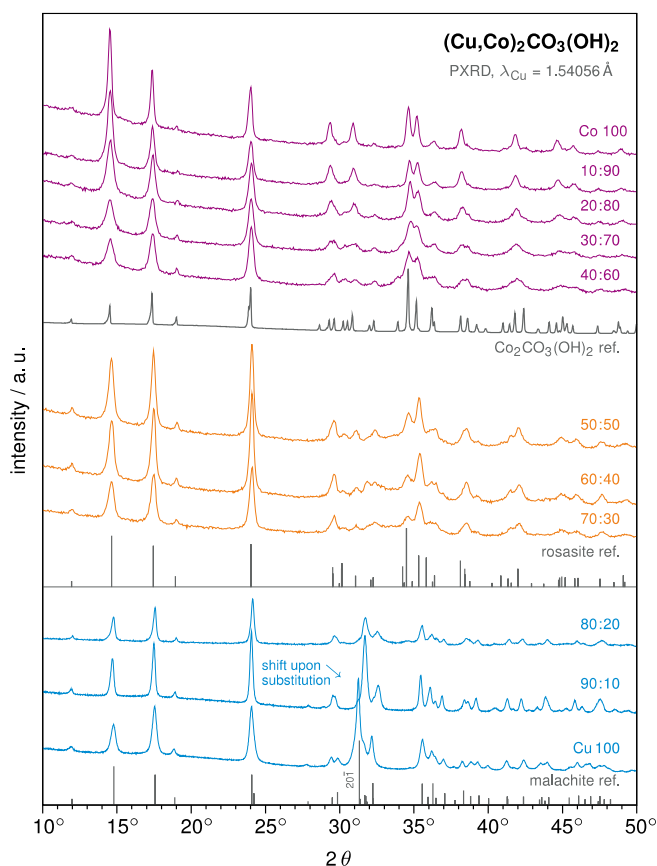 (Cu,Co)₂CO₃(OH)₂
PXRD, λCu = 1.54056 Å
Co 100
10:90
20:80
30:70
40:60
Co₂CO₃(OH)₂ ref.
50:50
60:40
70:30
rosasite ref.
80:20
shift upon
substitution
90:10
Cu 100
201̅
malachite ref.
10° 15° 20° 25° 30° 35° 40° 45° 50°
2 θ
intensity / a. u.